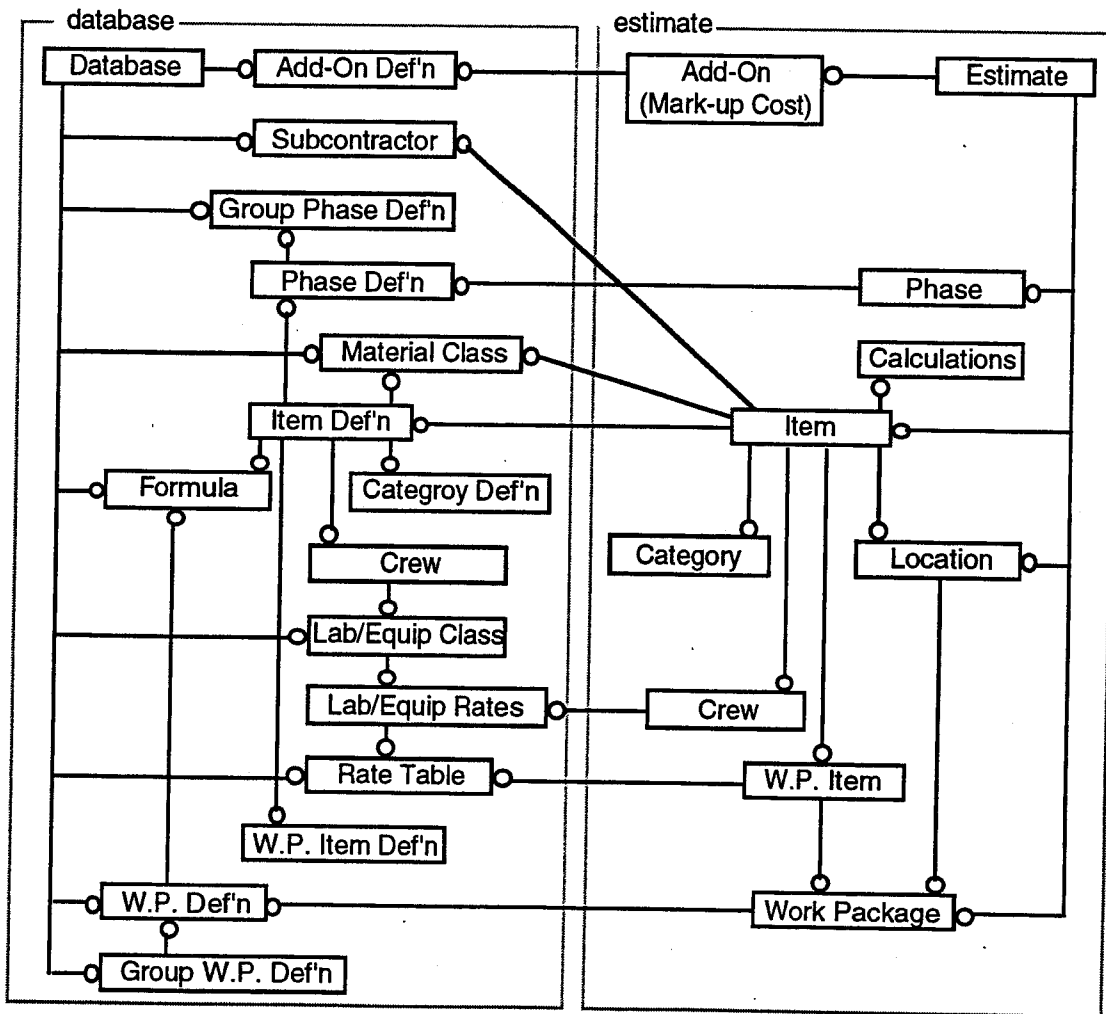 database
estimate
Database
Add-On Def'n
Add-On
(Mark-up Cost)
Estimate
Subcontractor
Group Phase Def'n
Phase Def'n
Phase
Material Class
Calculations
Item Def'n
Item
Formula
Categroy Def'n
Crew
Category
Location
Lab/Equip Class
Lab/Equip Rates
Crew
Rate Table
W.P. Item
W.P. Item Def'n
W.P. Def'n
Work Package
Group W.P. Def'n